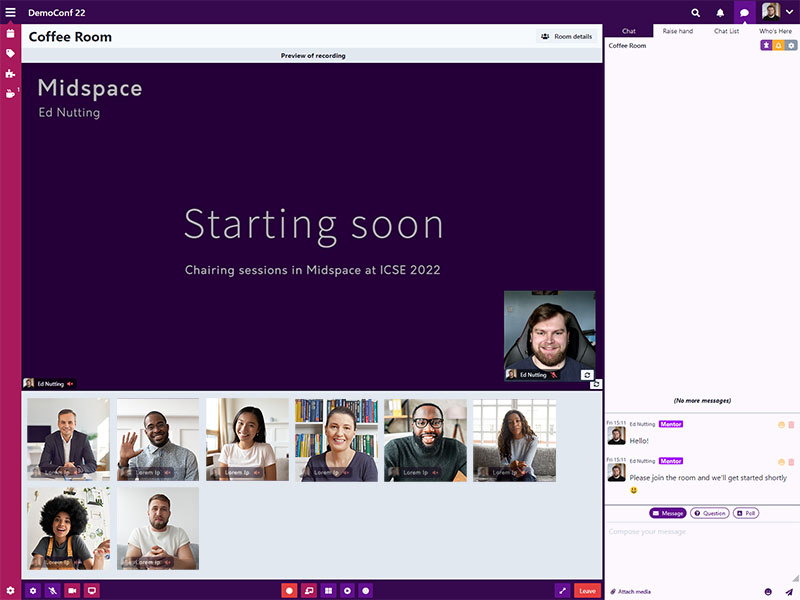 DemoConf 22
Coffee Room
Room details
Preview of recording
Midspace
Ed Nutting
Starting soon
Chairing sessions in Midspace at ICSE 2022
Ed Nutting
Ed Nutting
Lorem Ip
Lorem Ip
Lorem Ip
Lorem Ip
Lorem Ip
Lorem Ip
Lorem Ip
Lorem Ip
1
Leave
Chat
Raise hand
Chat List
Who's Here
Coffee Room
(No more messages)
Fri 15:11 Ed Nutting Mentor
Hello!
Fri 15:11 Ed Nutting Mentor
Please join the room and we'll get started shortly
Message
Question
Poll
Compose your message
Attach media